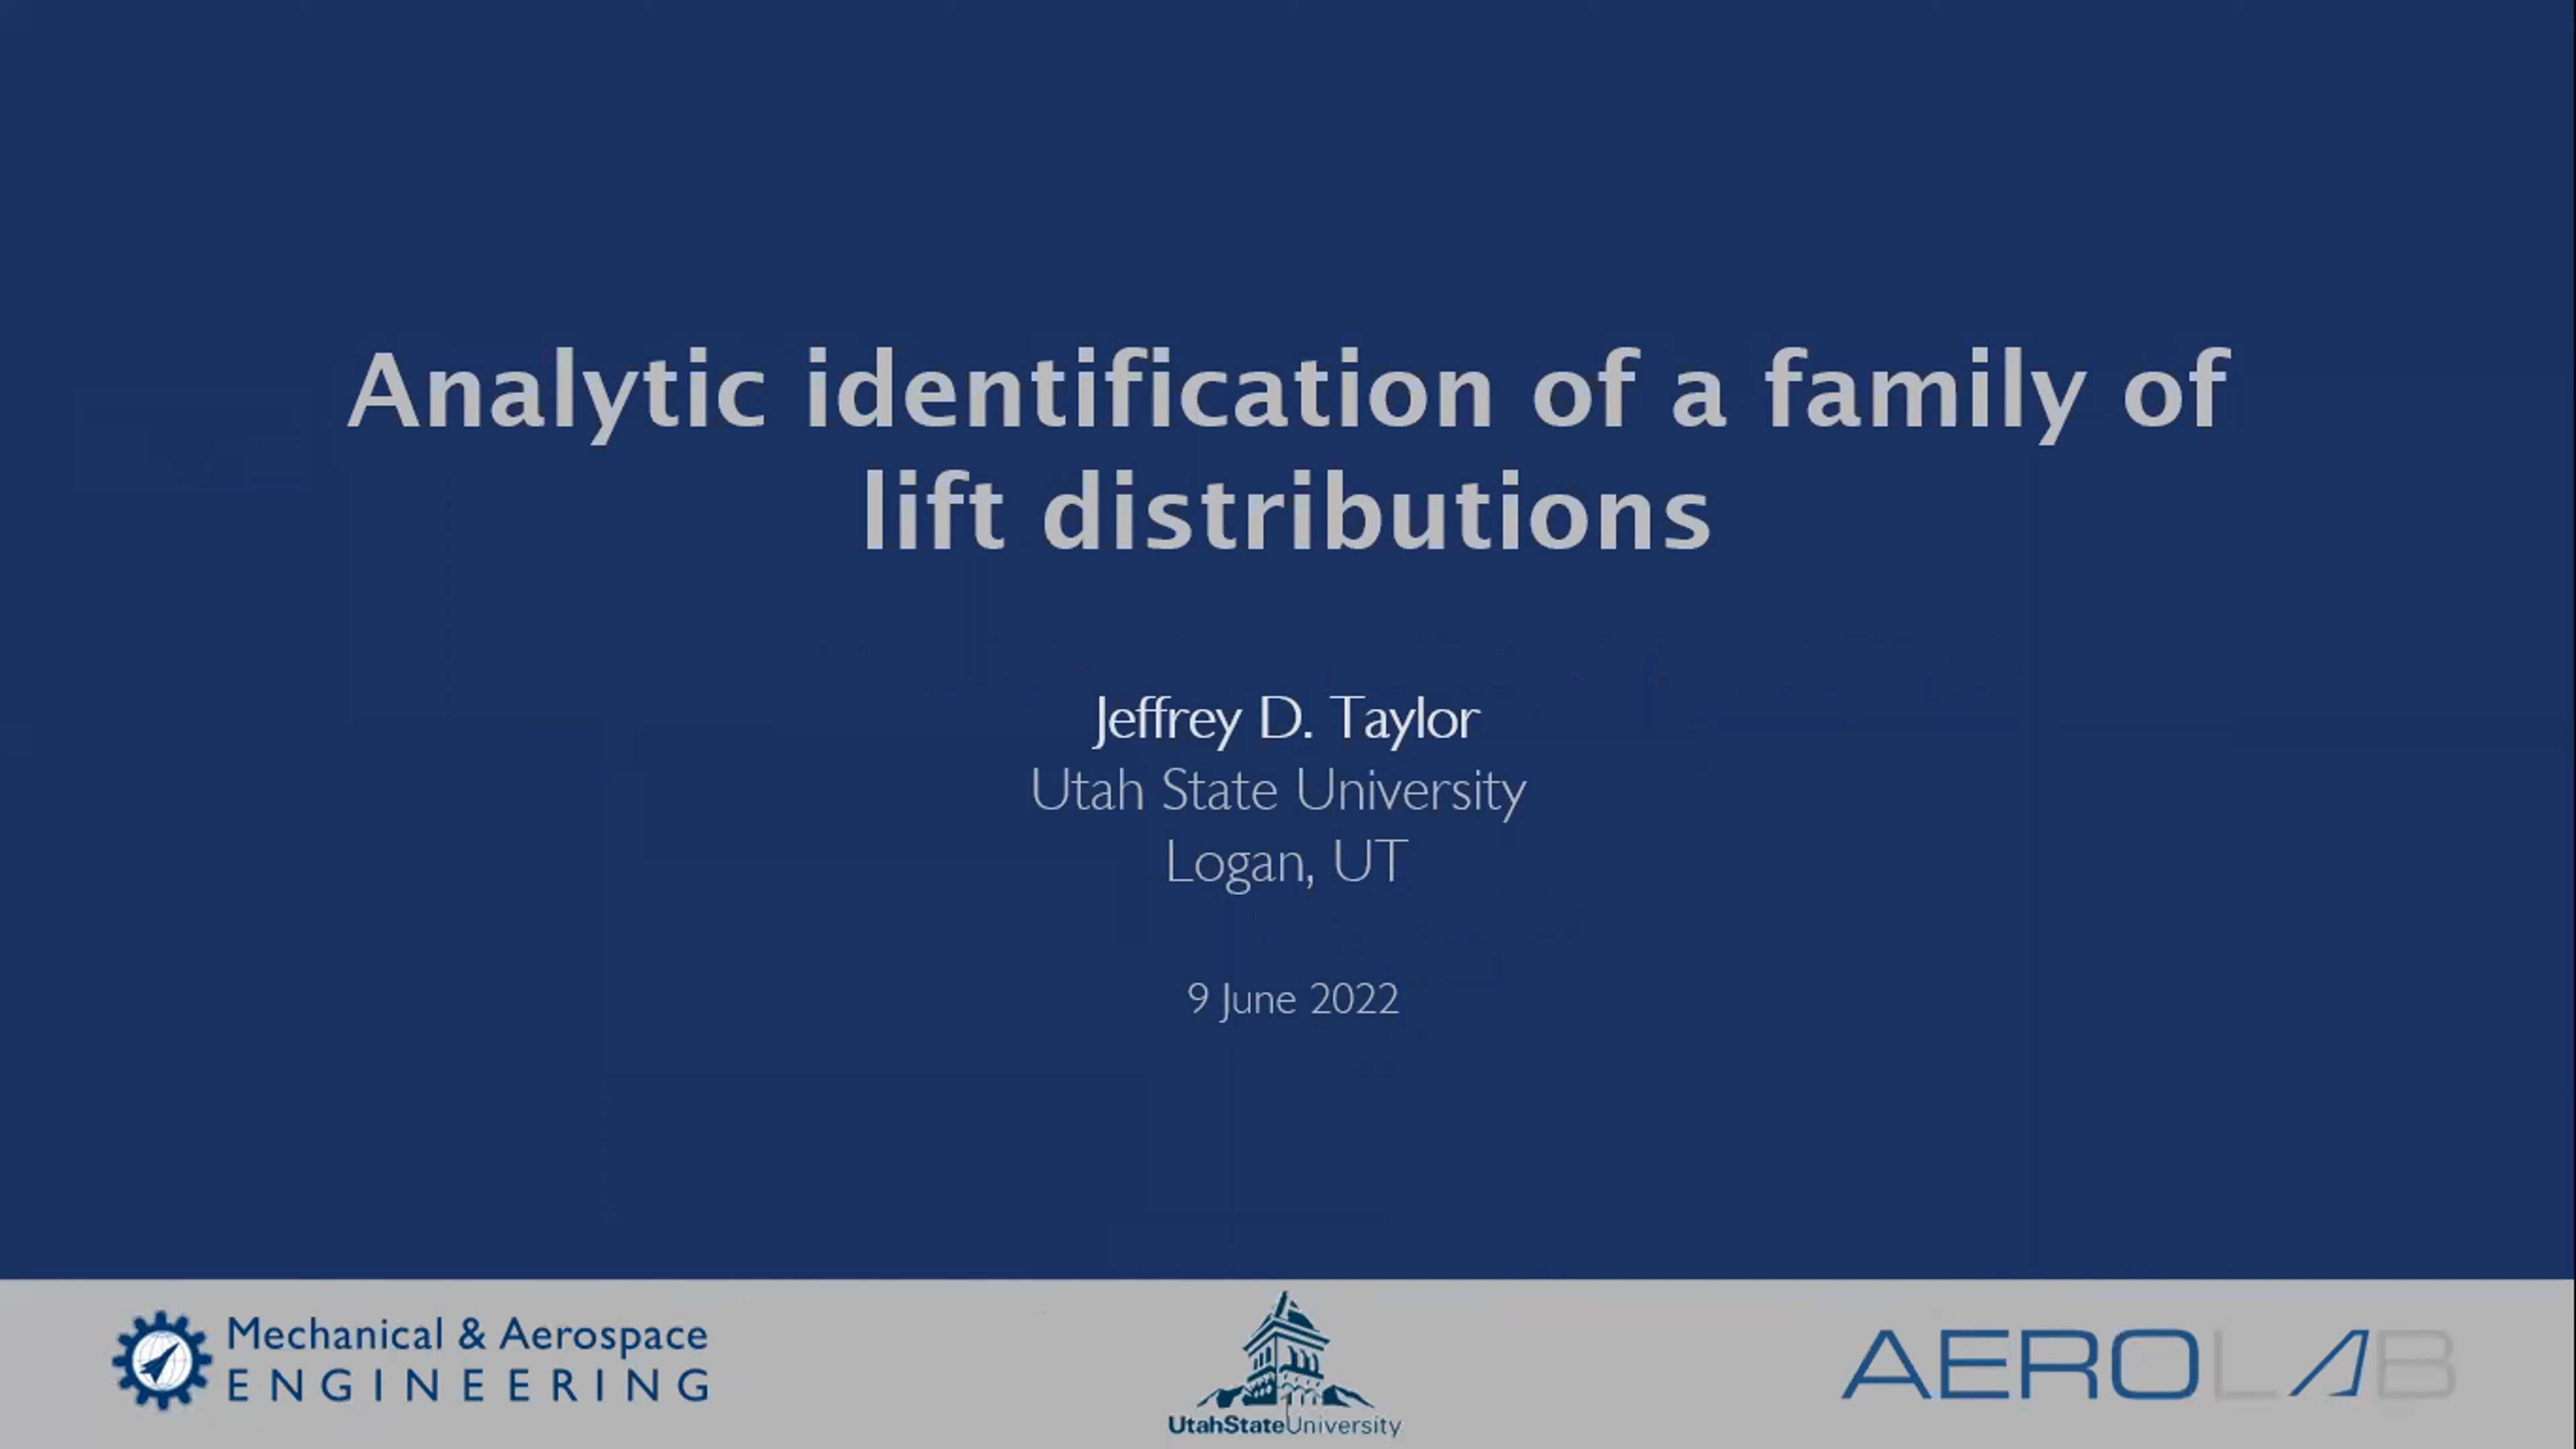 Analytic identification of a family of
lift distributions
Jeffrey D. Taylor
Utah State University
Logan, UT
9 June 2022
Mechanical & Aerospace
ENGINEERING
UtahStateUniversity
AEROLAB